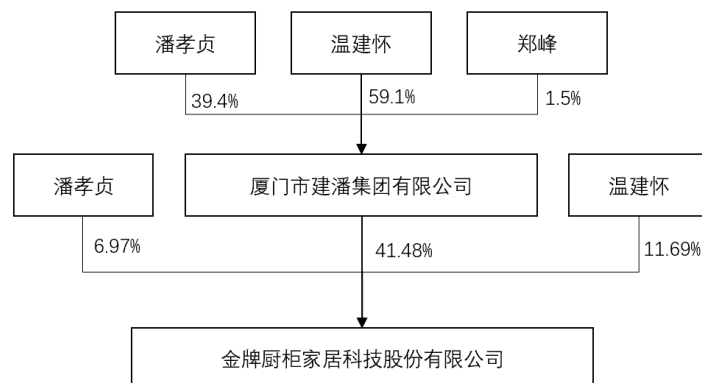 潘孝贞
温建怀
郑峰
39.4%
59.1%
1.5%
潘孝贞
厦门市建潘集团有限公司
温建怀
6.97%
41.48%
11.69%
金牌厨柜家居科技股份有限公司